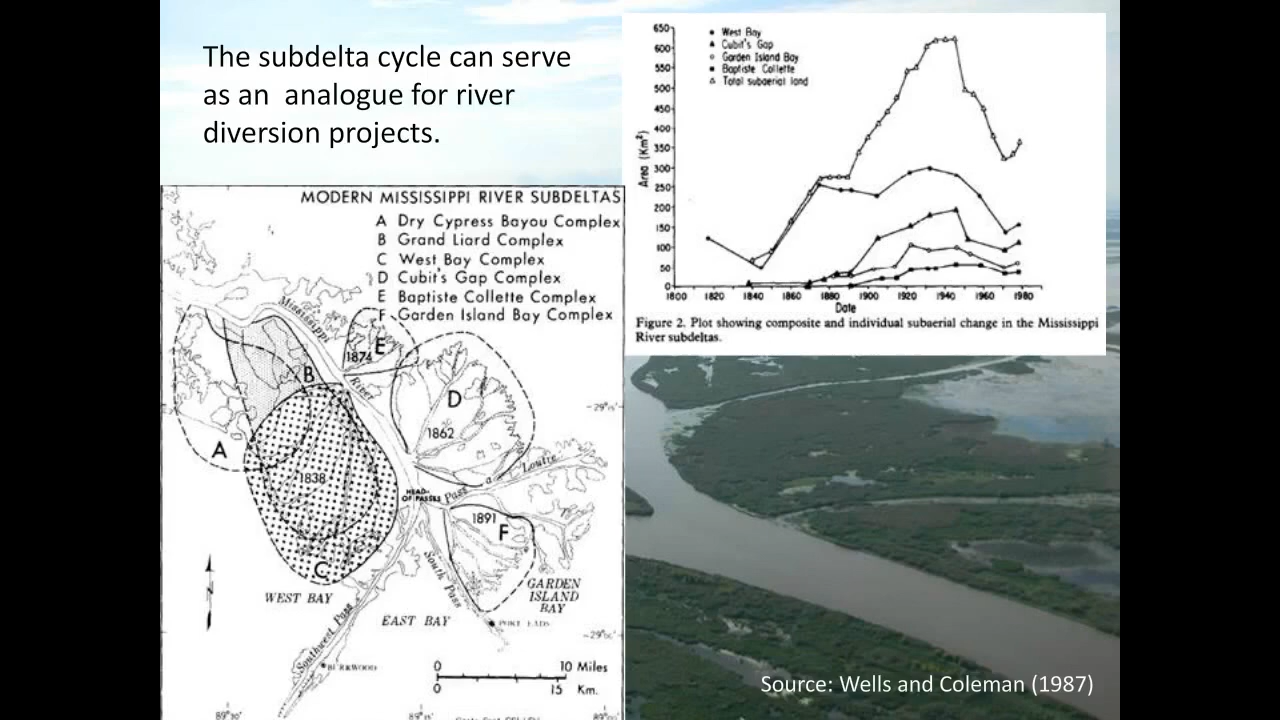 The subdelta cycle can serve
as an analogue for river
diversion projects.
650
600
550
500
450
400
350
300
250
200
150
100
50
0
Area (Km²)
West Bay
Cubit's Gap
Garden Island Bay
Baptiste Collette
Total subaerial land
1800 1820 1840 1860 1880 1900 1920 1940 1960 1980
Date
Figure 2. Plot showing composite and individual subaerial change in the Mississippi
River subdeltas.
MODERN MISSISSIPPI RIVER SUBDELTAS
A Dry Cypress Bayou Complex
B Grand Liard Complex
C West Bay Complex
D Cubit's Gap Complex
E Baptiste Collette Complex
F Garden Island Bay Complex
Mississippi
River
E
1874
B
D
1862
A
1838
HEAD-
OF PASSES
Pass a Loutre
1891
F
C
N
WEST BAY
EAST BAY
GARDEN
ISLAND
BAY
South Pass
Southwest Pass
PORT EADS
BURRWOOD
29°15'
0 10 Miles
0 15 Km.
Source: Wells and Coleman (1987)